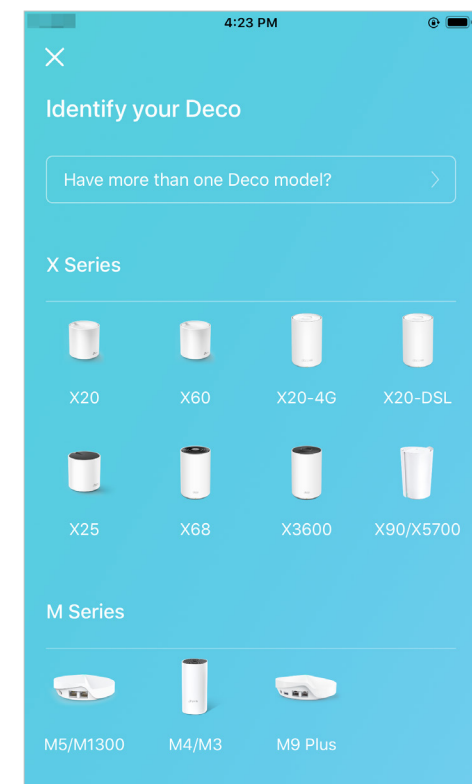 4:23 PM
Identify your Deco
Have more than one Deco model?
X Series
X20 X60 X20-4G X20-DSL
X25 X68 X3600 X90/X5700
M Series
M5/M1300 M4/M3 M9 Plus